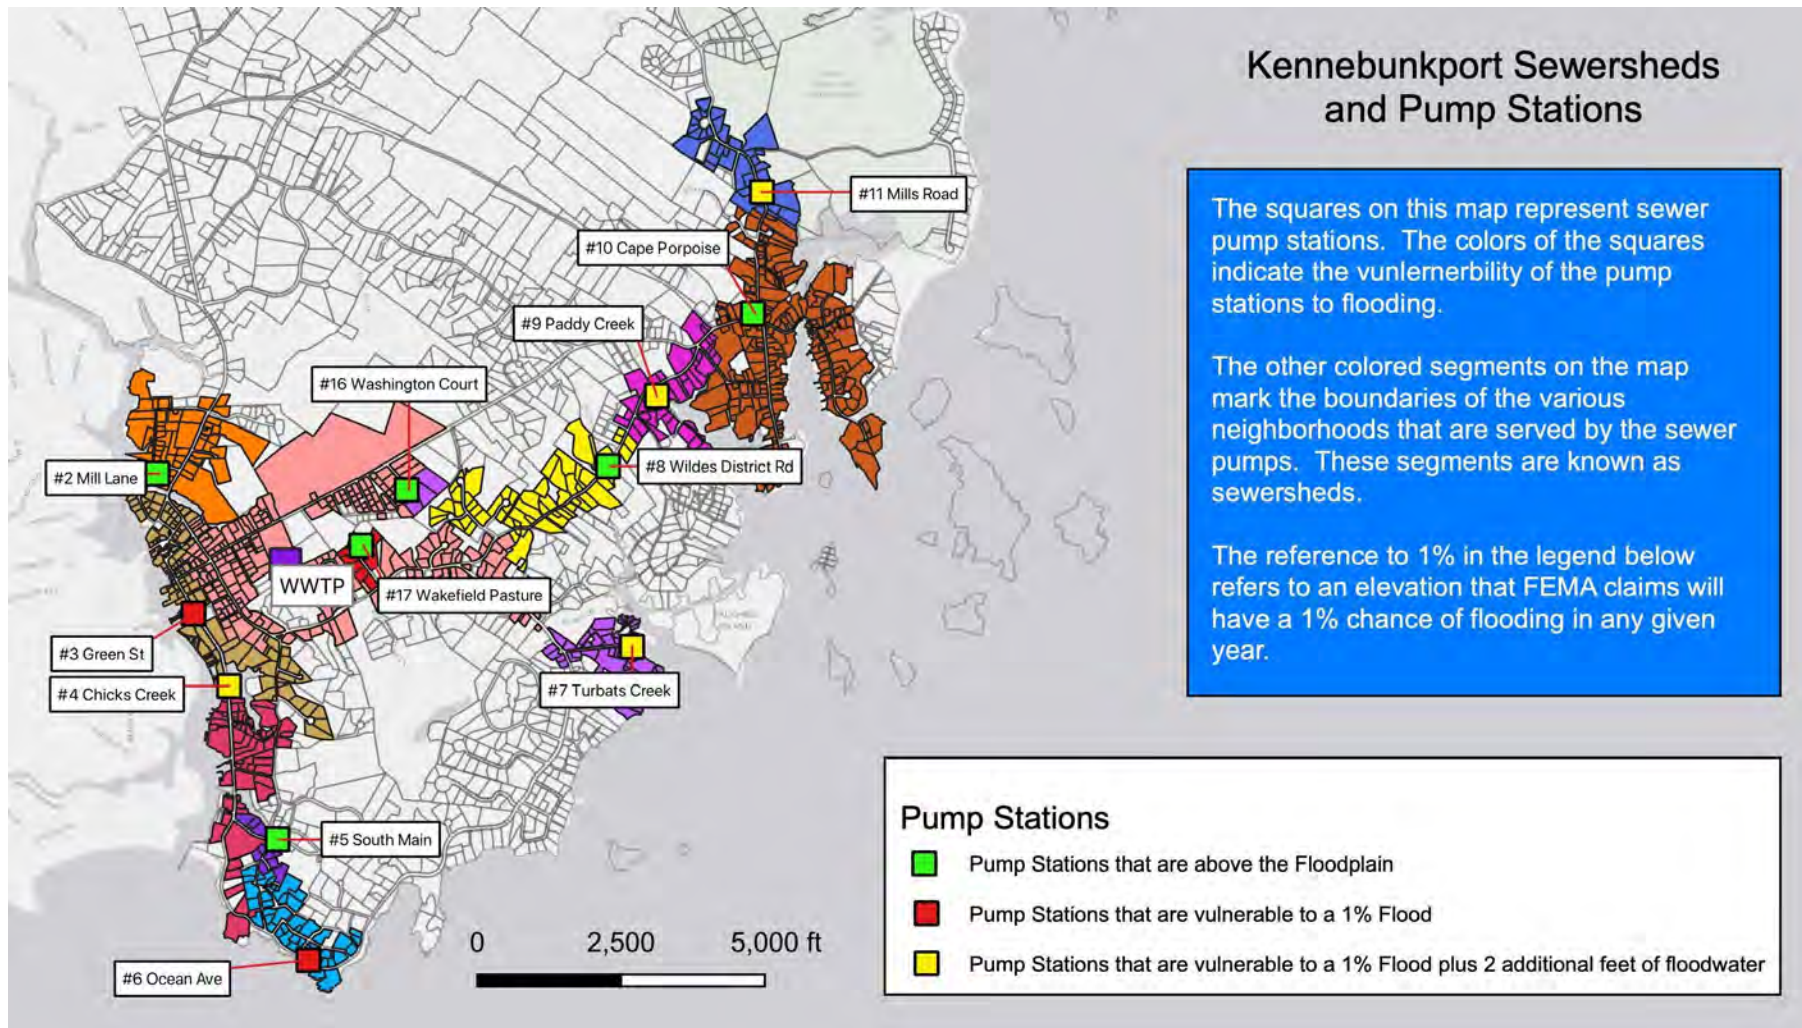 Kennebunkport Sewersheds
and Pump Stations
The squares on this map represent sewer
pump stations.  The colors of the squares
indicate the vunlernerbility of the pump
stations to flooding.
The other colored segments on the map
mark the boundaries of the various
neighborhoods that are served by the sewer
pumps.  These segments are known as
sewersheds.
The reference to 1% in the legend below
refers to an elevation that FEMA claims will
have a 1% chance of flooding in any given
year.
#11 Mills Road
#10 Cape Porpoise
#9 Paddy Creek
#16 Washington Court
#2 Mill Lane
#8 Wildes District Rd
WWTP
#17 Wakefield Pasture
#3 Green St
#4 Chicks Creek
#7 Turbats Creek
#5 South Main
#6 Ocean Ave
0 2,500 5,000 ft
Pump Stations
Pump Stations that are above the Floodplain
Pump Stations that are vulnerable to a 1% Flood
Pump Stations that are vulnerable to a 1% Flood plus 2 additional feet of floodwater